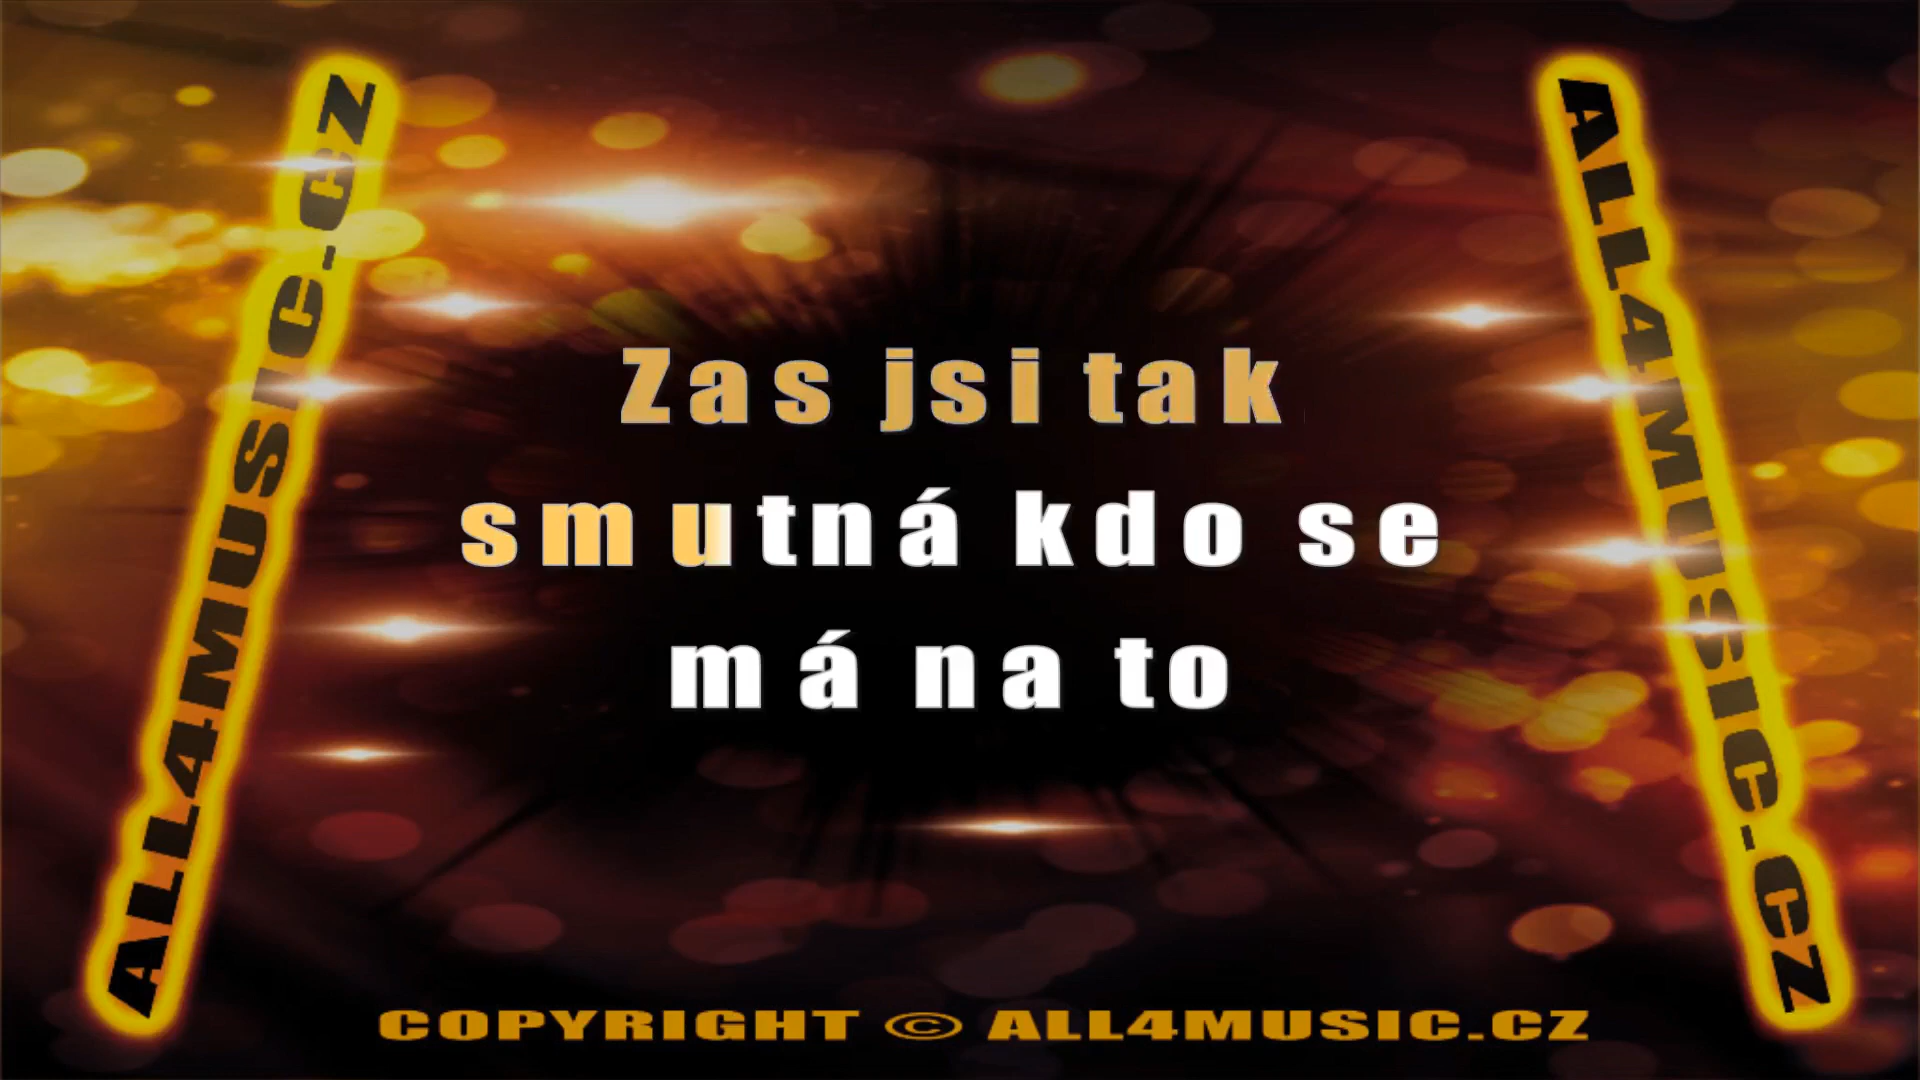 ALL4MUSIC.CZ
ALL4MUSIC.CZ
Zas jsi tak
smutná kdo se
má na to
COPYRIGHT © ALL4MUSIC.CZ